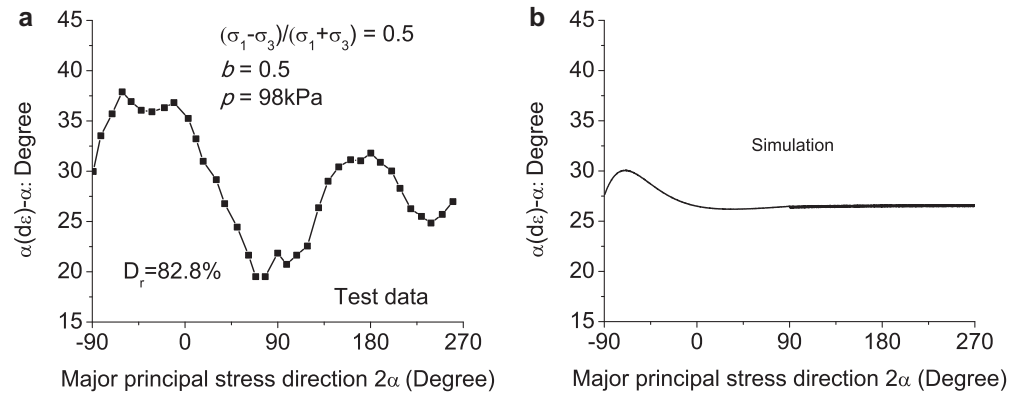 a
45
40
35
30
25
20
15
-90
0
90
180
270
α(dε)-α: Degree
(σ1-σ3)/(σ1+σ3) = 0.5
b = 0.5
p = 98kPa
Dr=82.8%
Test data
Major principal stress direction 2α (Degree)
b
45
40
35
30
25
20
15
-90
0
90
180
270
α(dε)-α: Degree
Simulation
Major principal stress direction 2α (Degree)